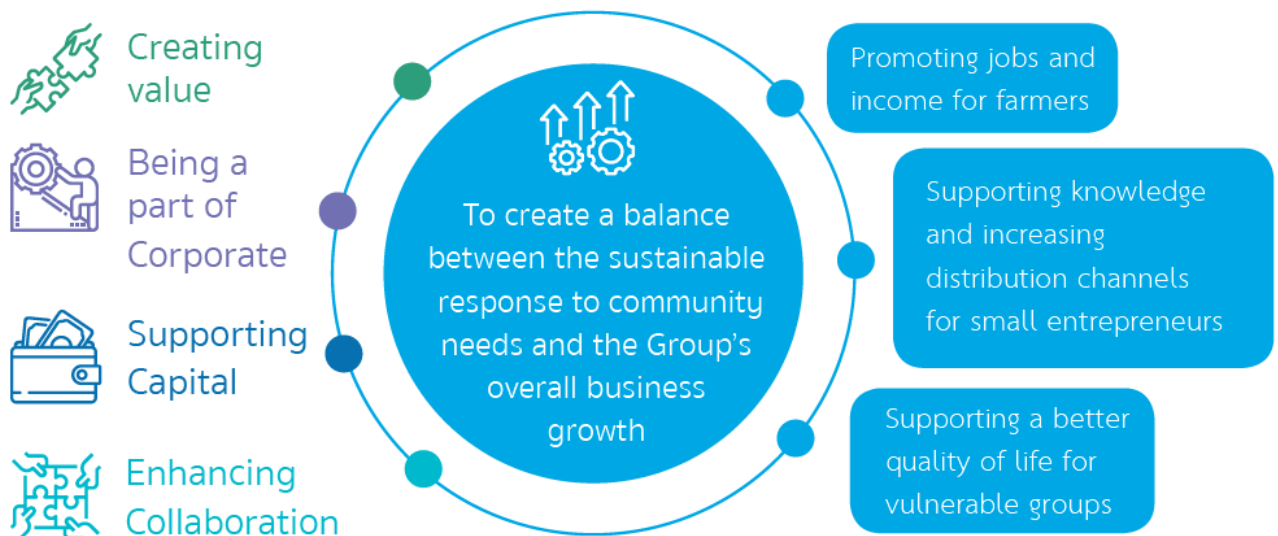 Creating
value
Being a
part of
Corporate
Supporting
Capital
Enhancing
Collaboration
To create a balance
between the sustainable
response to community
needs and the Group's
overall business
growth
Promoting jobs and
income for farmers
Supporting knowledge
and increasing
distribution channels
for small entrepreneurs
Supporting a better
quality of life for
vulnerable groups